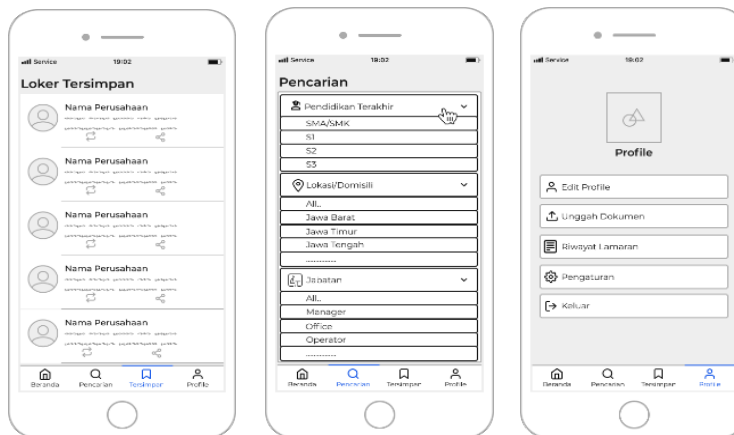 Service 19:02
Loker Tersimpan
Nama Perusahaan
Nama Perusahaan
Nama Perusahaan
Nama Perusahaan
Nama Perusahaan
Beranda Pencarian Tersimpan Profile
Service 19:02
Pencarian
Pendidikan Terakhir
SMA/SMK
S1
S2
S3
Lokasi/Domisili
All..
Jawa Barat
Jawa Timur
Jawa Tengah
............
Jabatan
All..
Manager
Office
Operator
............
Beranda Pencarian Tersimpan Profile
Service 19:02
Profile
Edit Profile
Unggah Dokumen
Riwayat Lamaran
Pengaturan
Keluar
Beranda Pencarian Tersimpan Profile